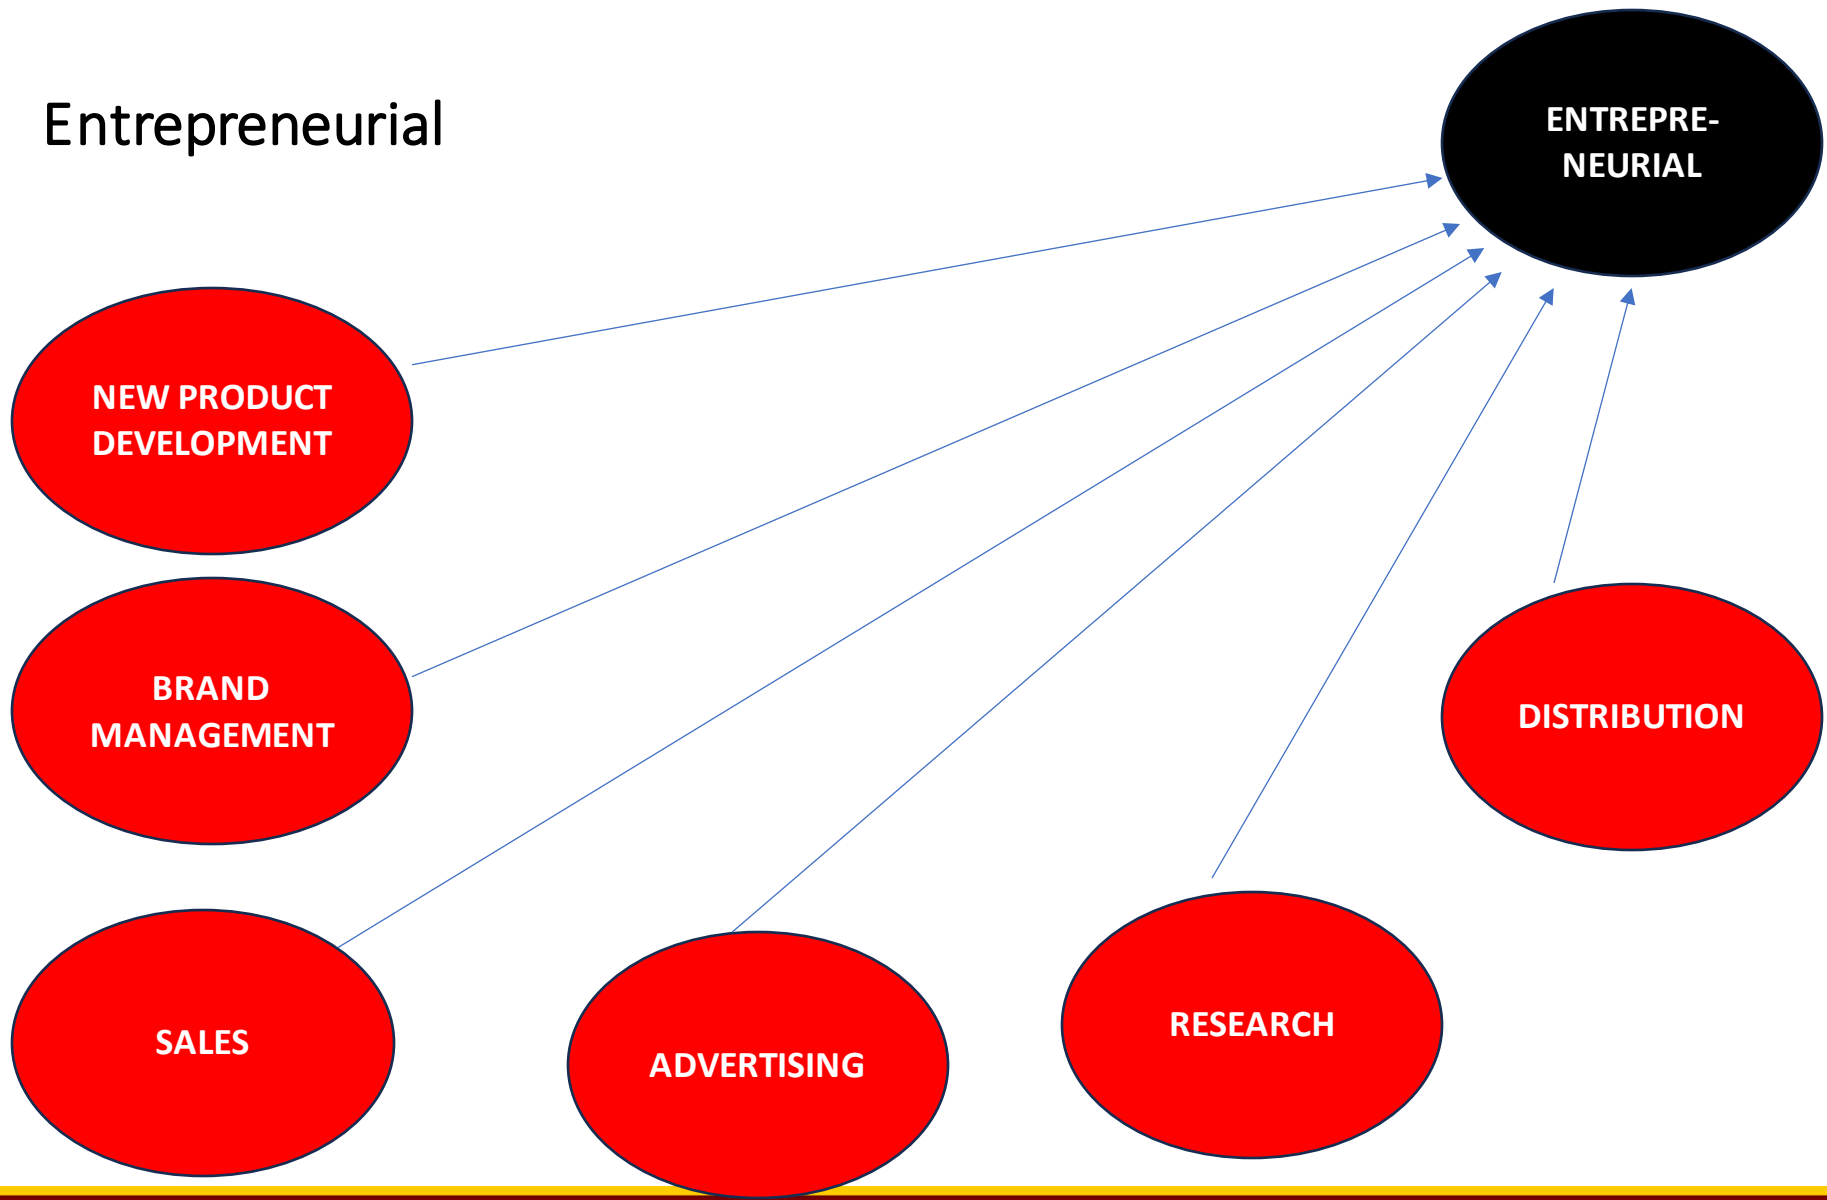 Entrepreneurial
ENTREPRE-
NEURIAL
NEW PRODUCT
DEVELOPMENT
BRAND
MANAGEMENT
DISTRIBUTION
SALES
ADVERTISING
RESEARCH